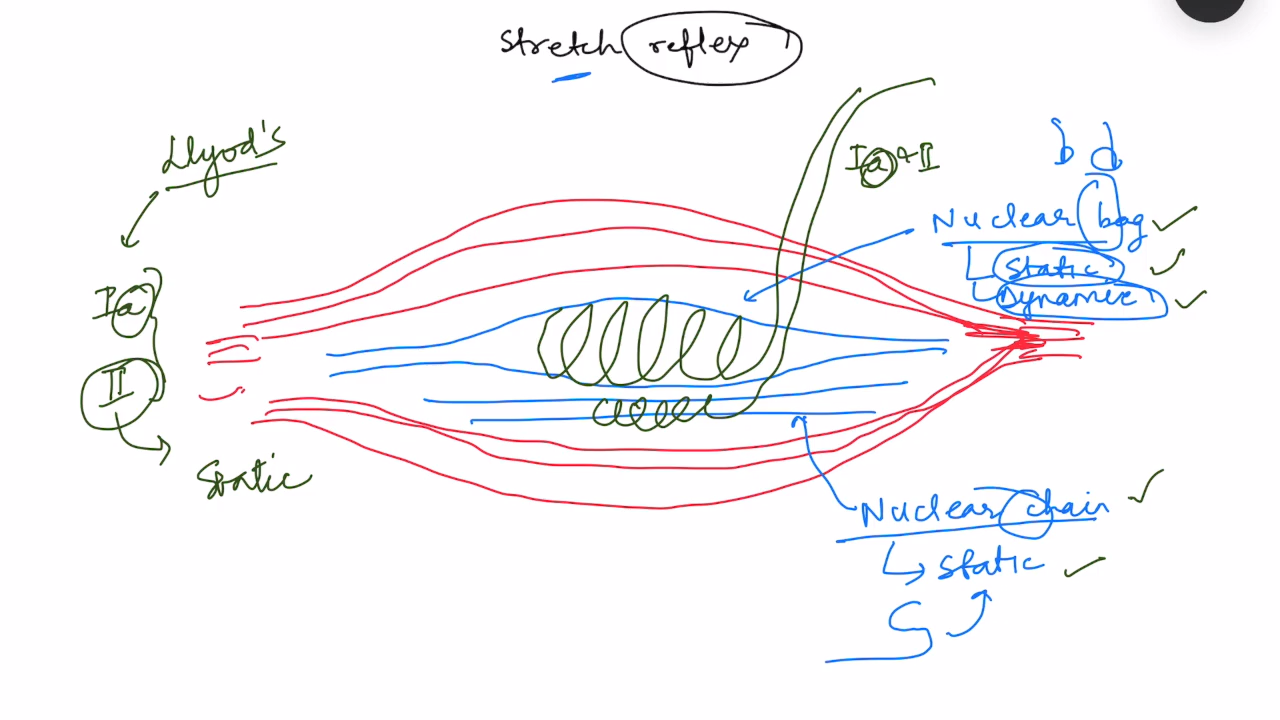 stretch reflex
Llyod's
Ia
II
static
Ia + II
b d
Nuclear bag
static
Dynamic
Nuclear chain
static